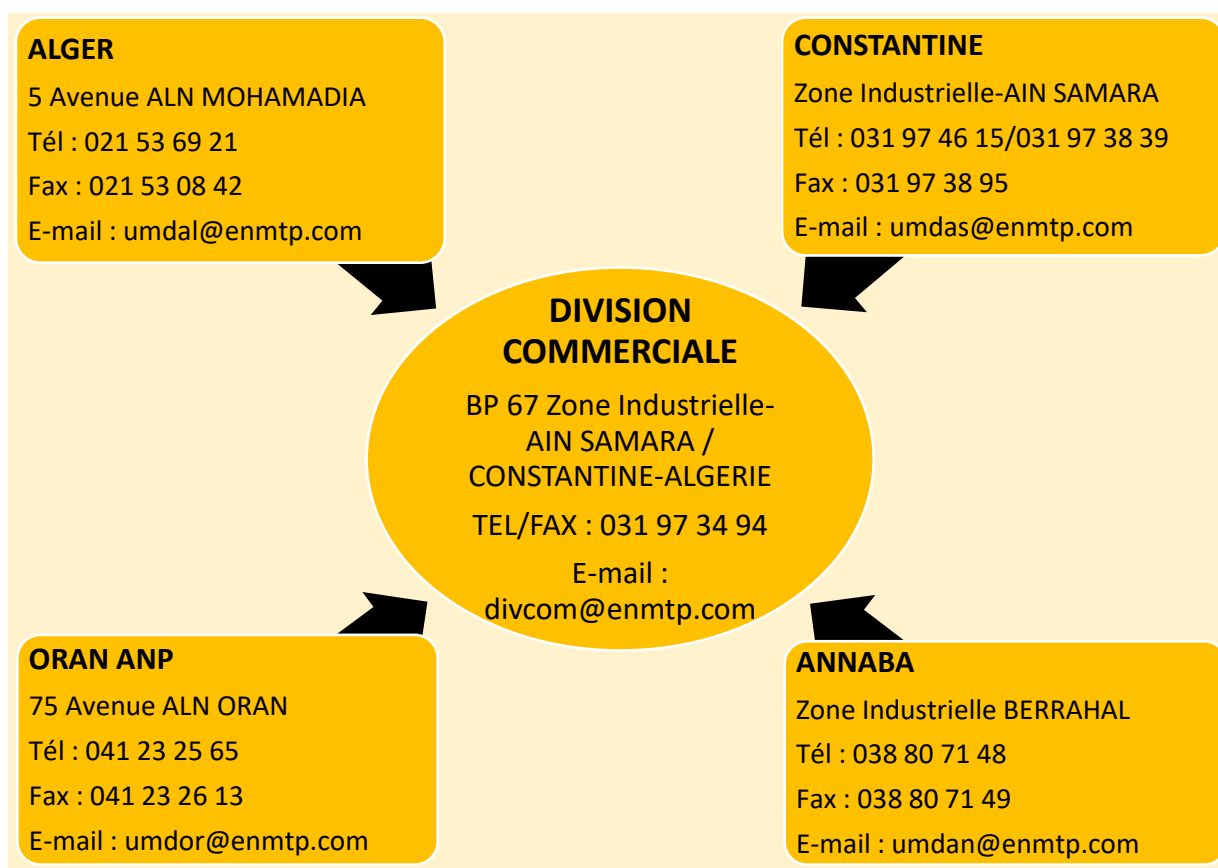 ALGER
5 Avenue ALN MOHAMADIA
Tél : 021 53 69 21
Fax : 021 53 08 42
E-mail : umdal@enmtp.com
CONSTANTINE
Zone Industrielle-AIN SAMARA
Tél : 031 97 46 15/031 97 38 39
Fax : 031 97 38 95
E-mail : umdas@enmtp.com
DIVISION
COMMERCIALE
BP 67 Zone Industrielle-
AIN SAMARA /
CONSTANTINE-ALGERIE
TEL/FAX : 031 97 34 94
E-mail :
divcom@enmtp.com
ORAN ANP
75 Avenue ALN ORAN
Tél : 041 23 25 65
Fax : 041 23 26 13
E-mail : umdor@enmtp.com
ANNABA
Zone Industrielle BERRAHAL
Tél : 038 80 71 48
Fax : 038 80 71 49
E-mail : umdan@enmtp.com